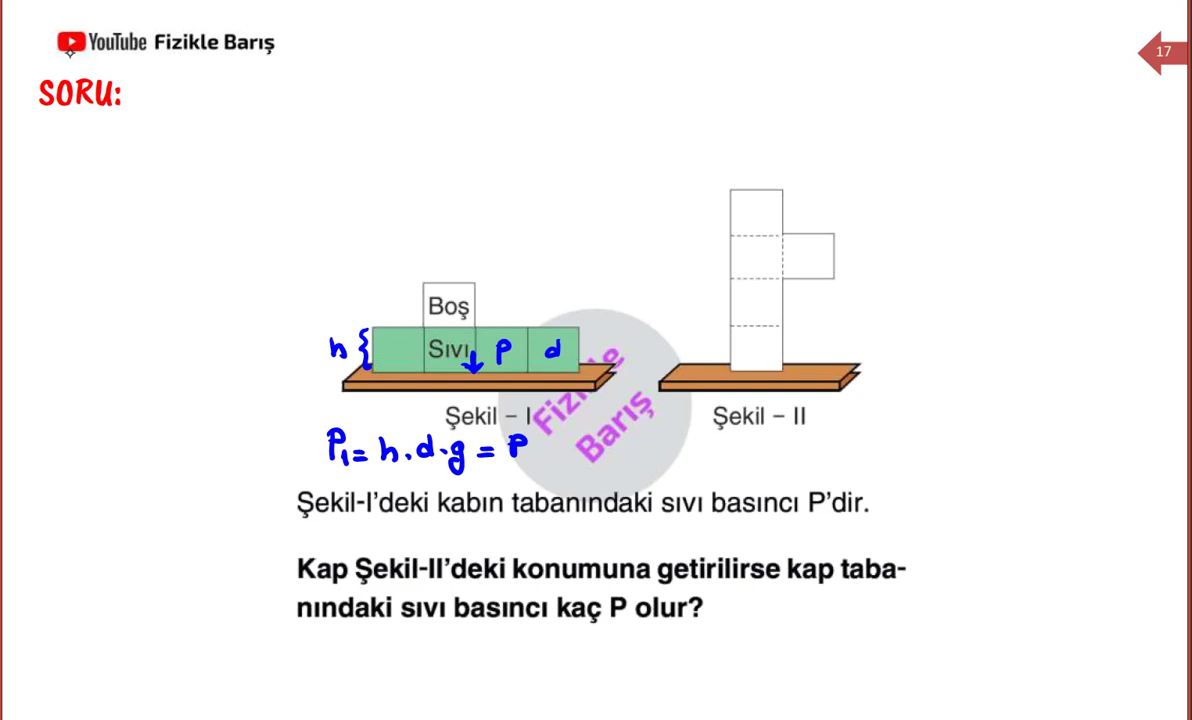 YouTube Fizikle Barış
17
SORU:
Boş
h { Sıvı P d
Şekil – I
Şekil – II
Fizikle
Barış
P₁= h.d.g = P
Şekil-I’deki kabın tabanındaki sıvı basıncı P’dir.
Kap Şekil-II’deki konumuna getirilirse kap taba-
nındaki sıvı basıncı kaç P olur?